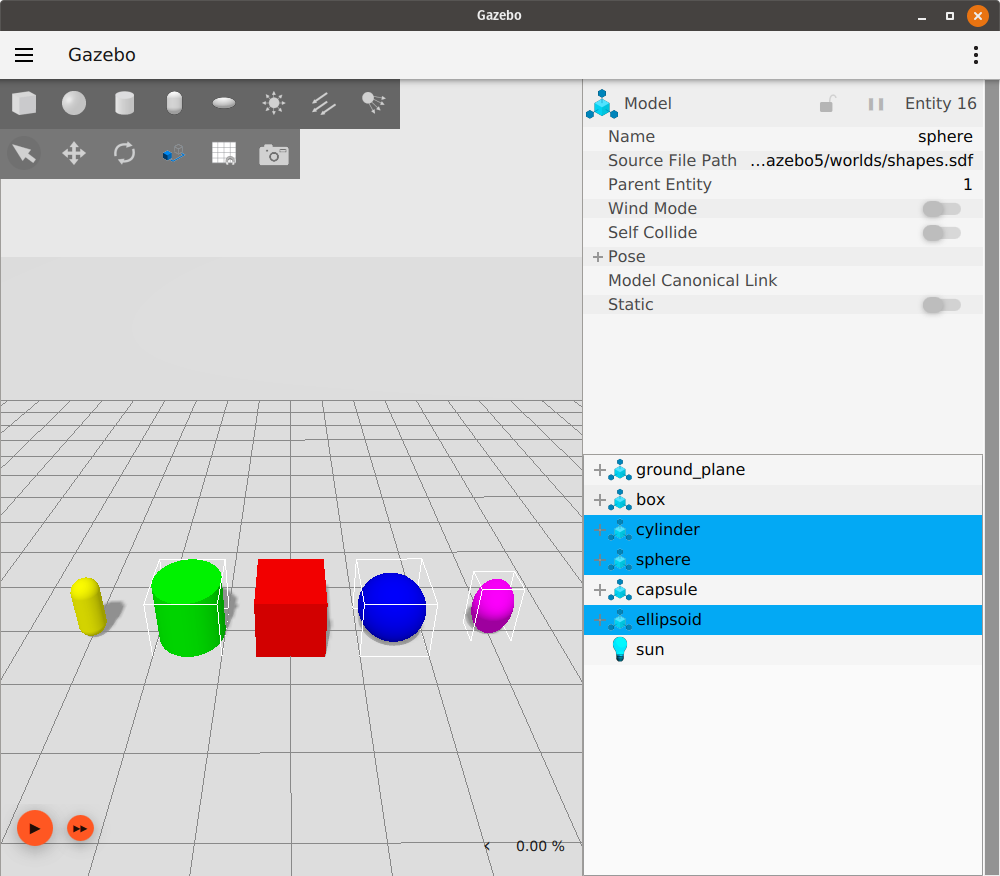 Gazebo
Gazebo
Model Entity 16
Name sphere
Source File Path ...azebo5/worlds/shapes.sdf
Parent Entity 1
Wind Mode
Self Collide
Pose
Model Canonical Link
Static
ground_plane
box
cylinder
sphere
capsule
ellipsoid
sun
0.00 %